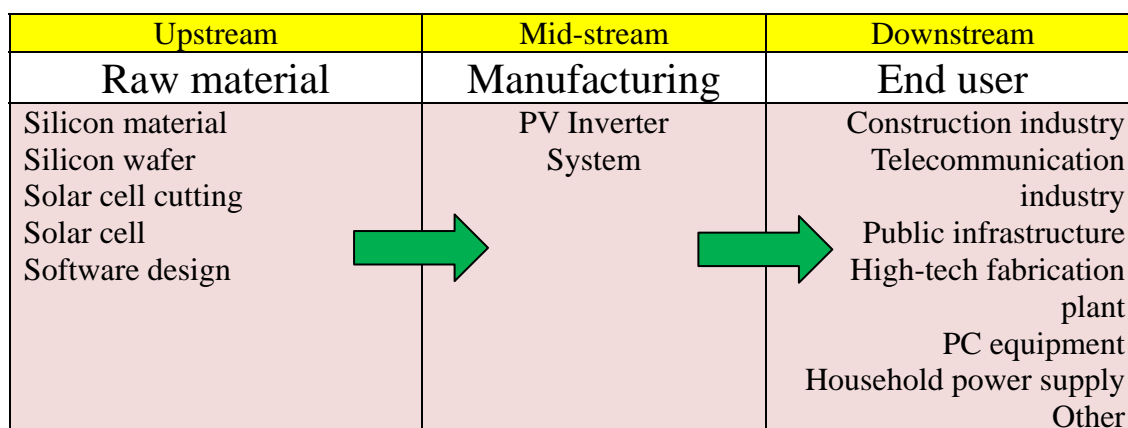 Upstream
Mid-stream
Downstream
Raw material
Manufacturing
End user
Silicon material
Silicon wafer
Solar cell cutting
Solar cell
Software design
PV Inverter
System
Construction industry
Telecommunication
industry
Public infrastructure
High-tech fabrication
plant
PC equipment
Household power supply
Other